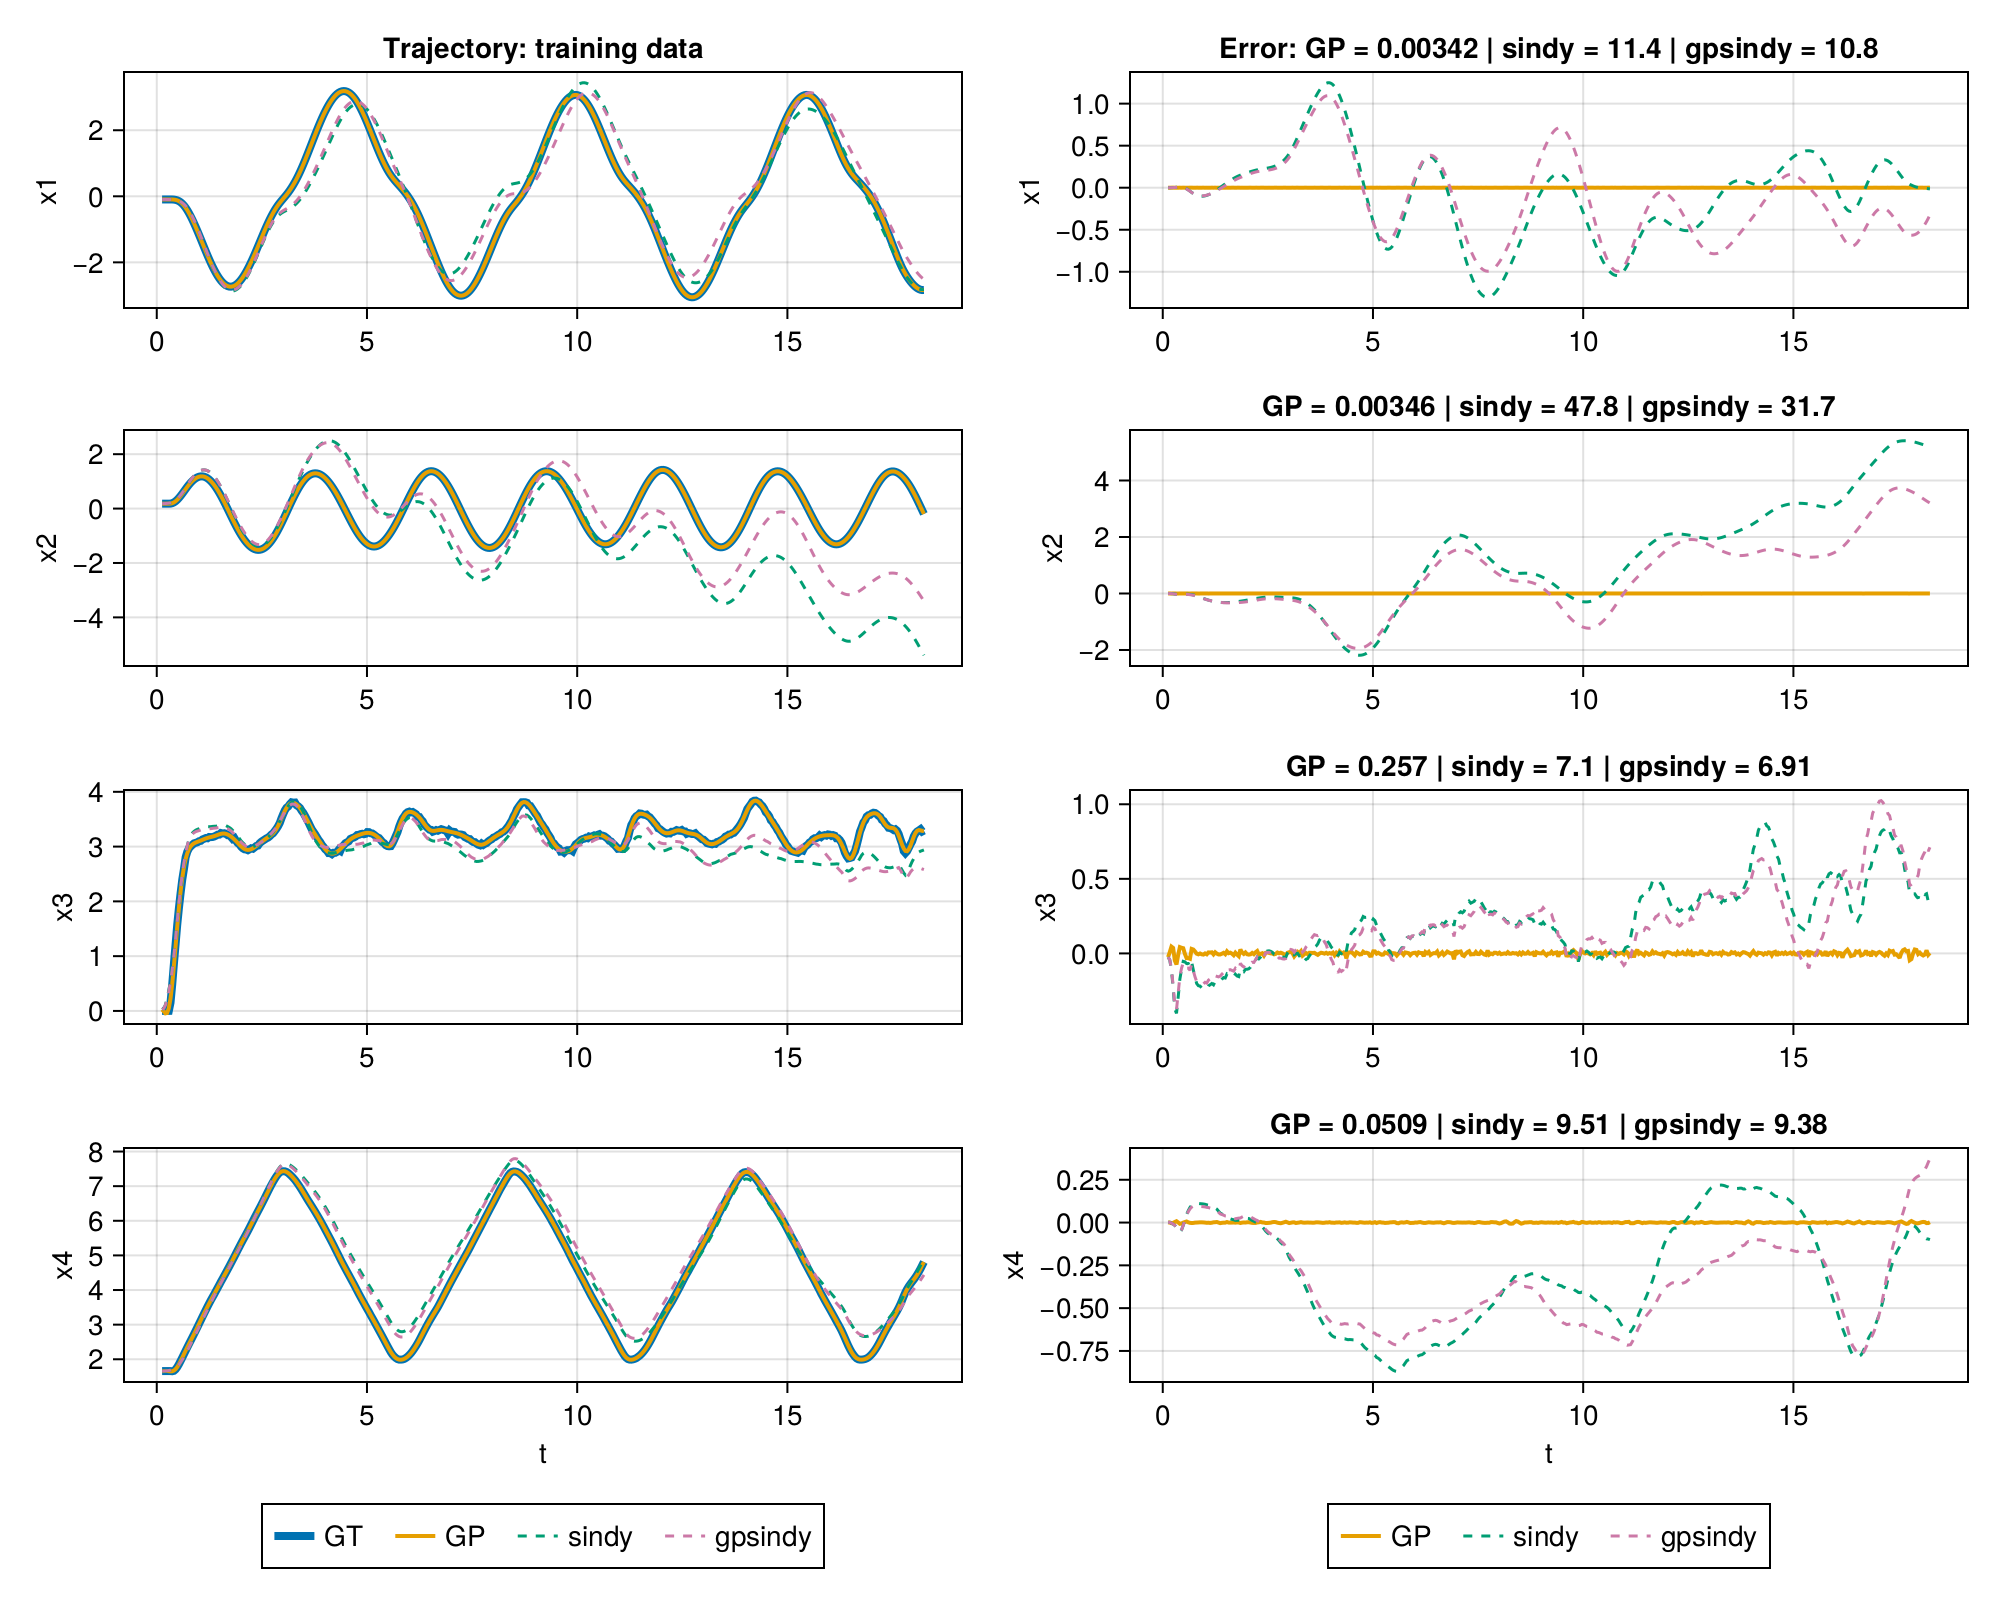 Trajectory: training data
x1
2
0
−2
0 5 10 15
Error: GP = 0.00342 | sindy = 11.4 | gpsindy = 10.8
x1
1.0
0.5
0.0
−0.5
−1.0
0 5 10 15
x2
2
0
−2
−4
0 5 10 15
GP = 0.00346 | sindy = 47.8 | gpsindy = 31.7
x2
4
2
0
−2
0 5 10 15
x3
4
3
2
1
0
0 5 10 15
GP = 0.257 | sindy = 7.1 | gpsindy = 6.91
x3
1.0
0.5
0.0
0 5 10 15
x4
8
7
6
5
4
3
2
0 5 10 15
t
GP = 0.0509 | sindy = 9.51 | gpsindy = 9.38
x4
0.25
0.00
−0.25
−0.50
−0.75
0 5 10 15
t
GT GP sindy gpsindy
GP sindy gpsindy